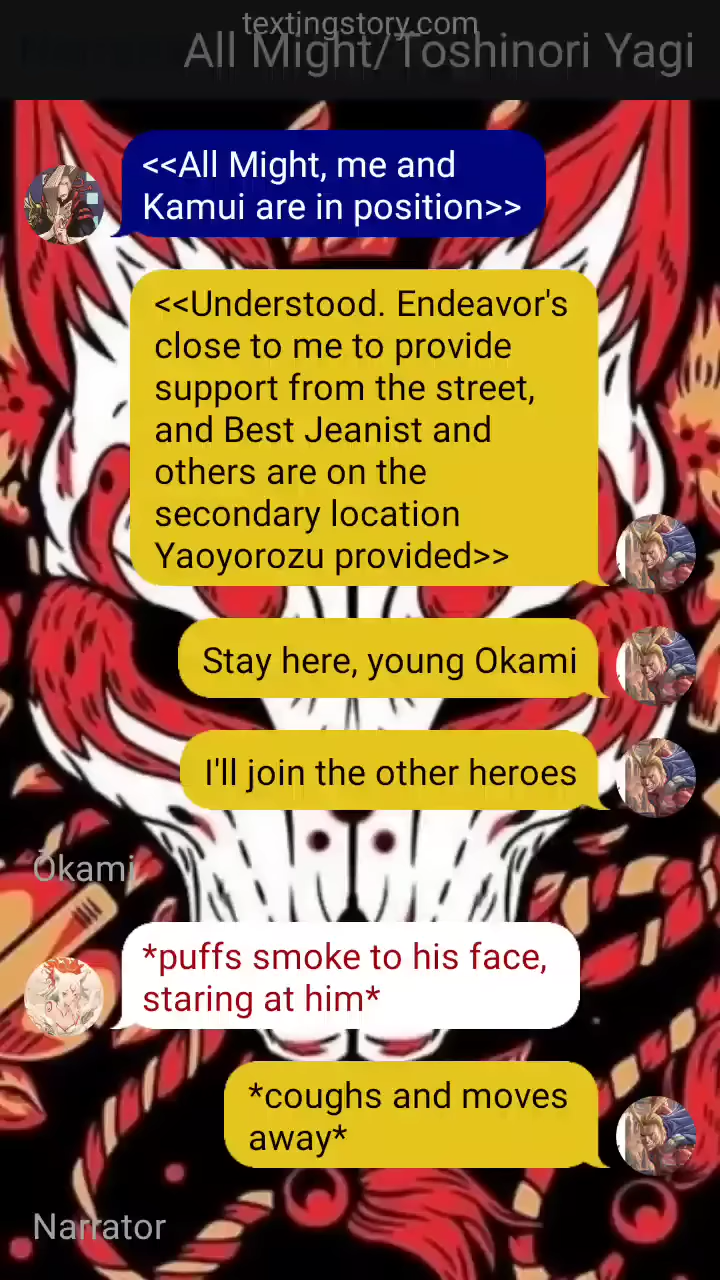 textingstory.com
All Might/Toshinori Yagi
<<All Might, me and
Kamui are in position>>
<<Understood. Endeavor's
close to me to provide
support from the street,
and Best Jeanist and
others are on the
secondary location
Yaoyorozu provided>>
Stay here, young Okami
I'll join the other heroes
Okami
*puffs smoke to his face,
staring at him*
*coughs and moves
away*
Narrator